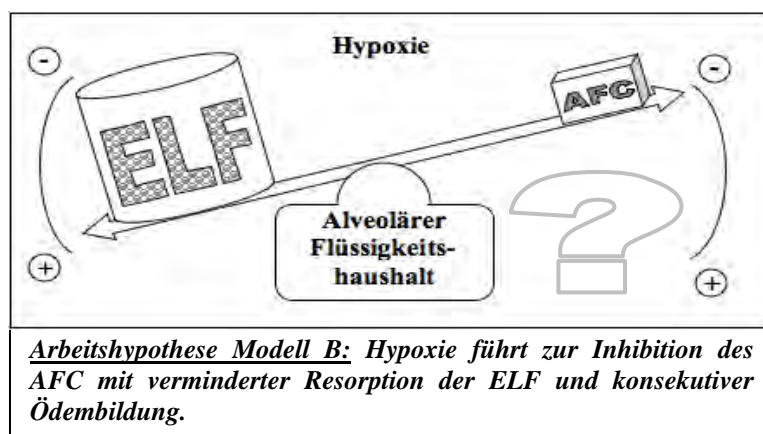 Hypoxie
- -
ELF AFC
?
Alveolärer
Flüssigkeits-
haushalt
+ +
Arbeitshypothese Modell B: Hypoxie führt zur Inhibition des
AFC mit verminderter Resorption der ELF und konsekutiver
Ödembildung.